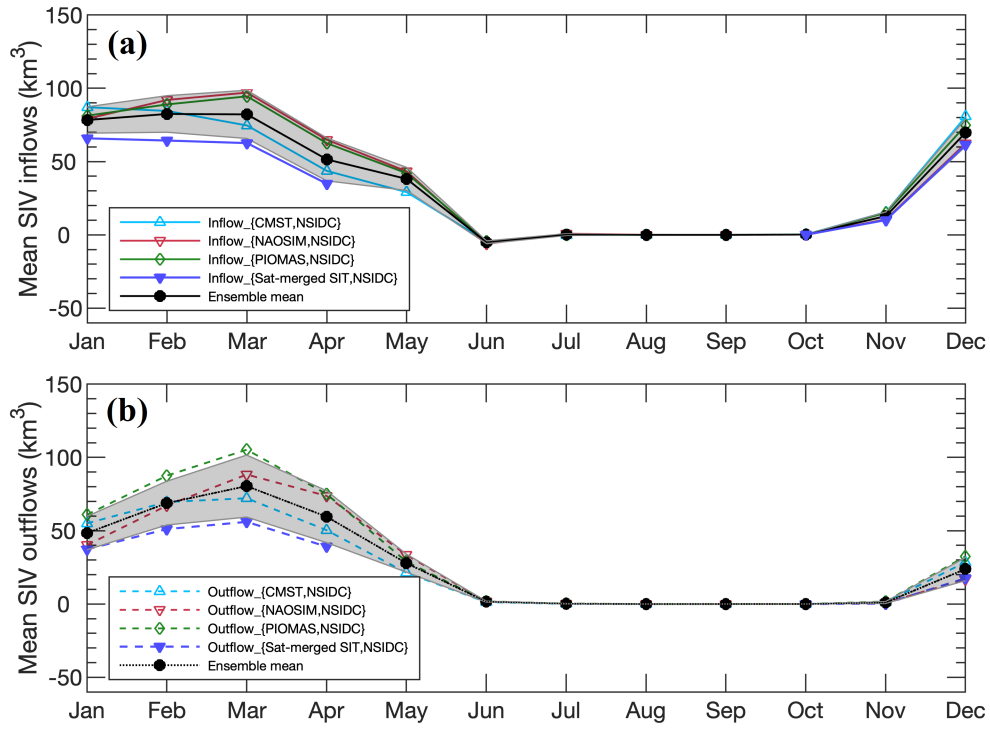 (a)
Mean SIV inflows (km3)
150
100
50
0
-50
Inflow_{CMST,NSIDC}
Inflow_{NAOSIM,NSIDC}
Inflow_{PIOMAS,NSIDC}
Inflow_{Sat-merged SIT,NSIDC}
Ensemble mean
Jan Feb Mar Apr May Jun Jul Aug Sep Oct Nov Dec
(b)
Mean SIV outflows (km3)
150
100
50
0
-50
Outflow_{CMST,NSIDC}
Outflow_{NAOSIM,NSIDC}
Outflow_{PIOMAS,NSIDC}
Outflow_{Sat-merged SIT,NSIDC}
Ensemble mean
Jan Feb Mar Apr May Jun Jul Aug Sep Oct Nov Dec